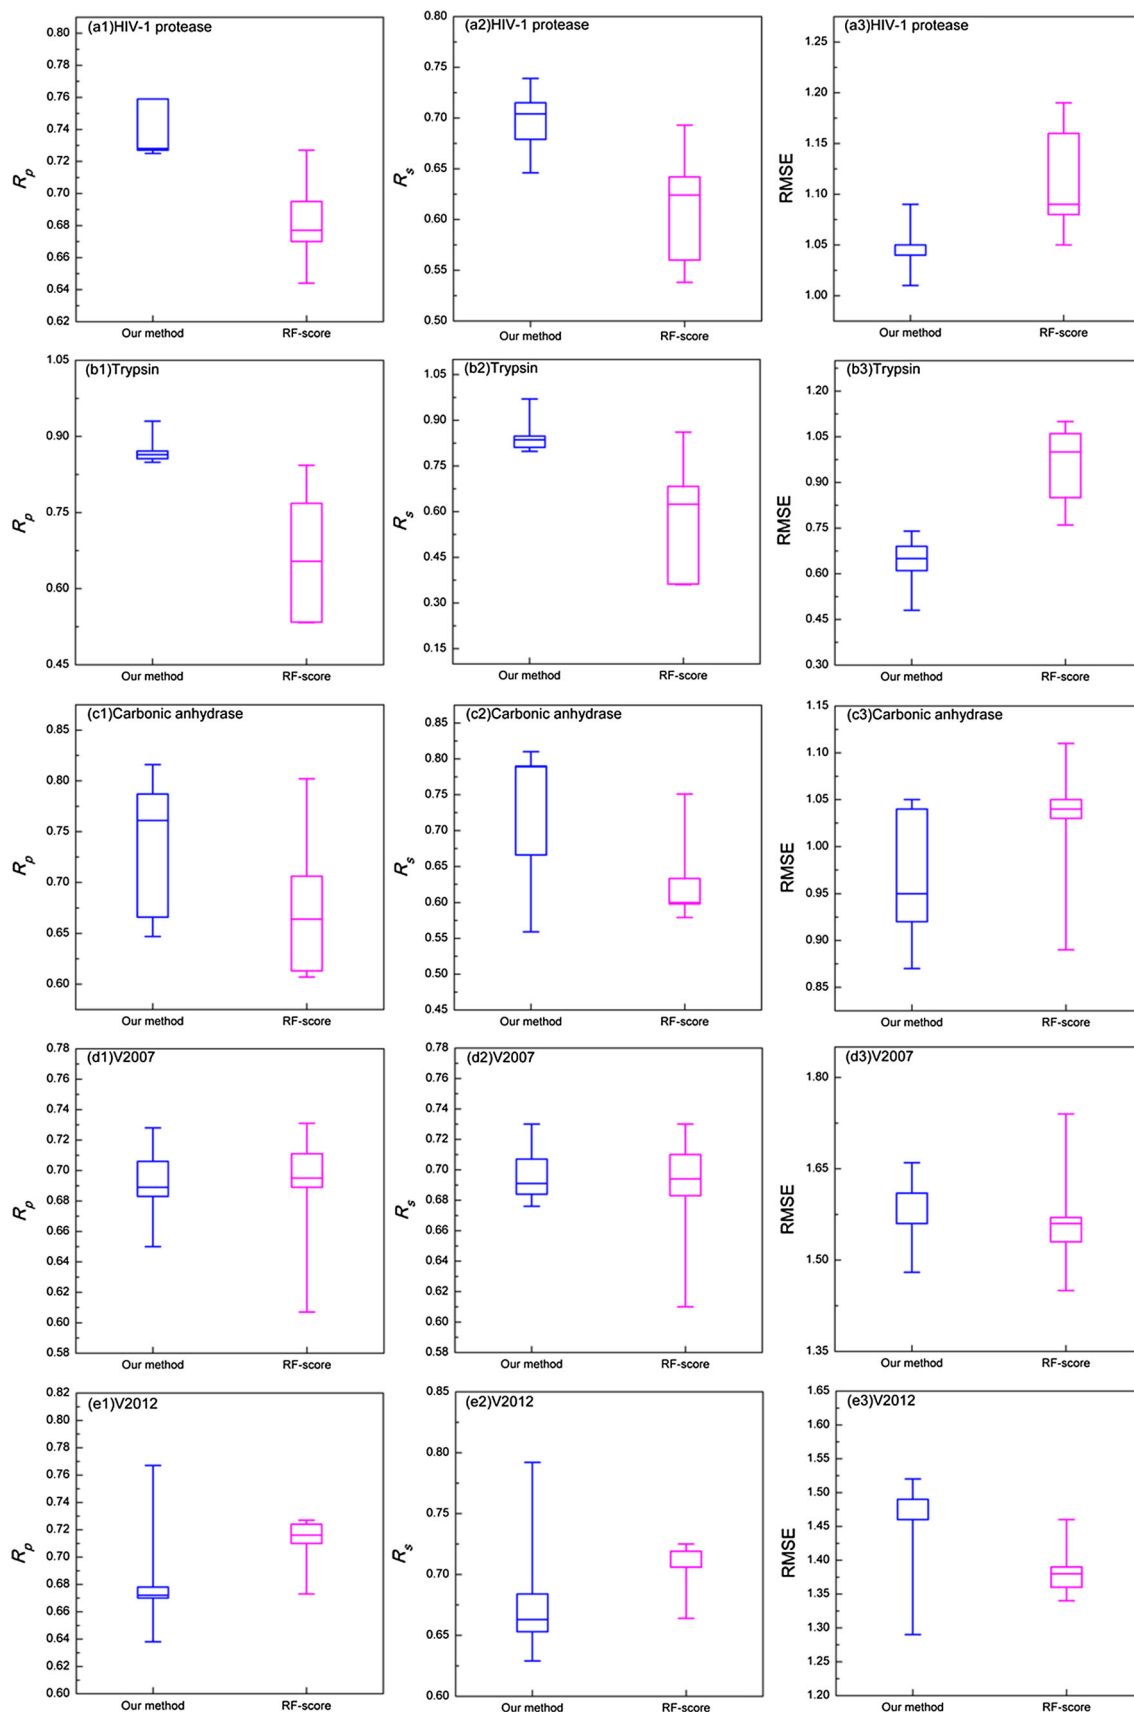 (a1)HIV-1 protease
0.80
0.78
0.76
0.74
0.72
0.70
0.68
0.66
0.64
0.62
Rp
Our method
RF-score
(a2)HIV-1 protease
0.80
0.75
0.70
0.65
0.60
0.55
0.50
Rs
Our method
RF-score
(a3)HIV-1 protease
1.25
1.20
1.15
1.10
1.05
1.00
RMSE
Our method
RF-score
(b1)Trypsin
1.05
0.90
0.75
0.60
0.45
Rp
Our method
RF-score
(b2)Trypsin
1.05
0.90
0.75
0.60
0.45
0.30
0.15
Rs
Our method
RF-score
(b3)Trypsin
1.20
1.05
0.90
0.75
0.60
0.45
0.30
RMSE
Our method
RF-score
(c1)Carbonic anhydrase
0.85
0.80
0.75
0.70
0.65
0.60
Rp
Our method
RF-score
(c2)Carbonic anhydrase
0.85
0.80
0.75
0.70
0.65
0.60
0.55
0.50
0.45
Rs
Our method
RF-score
(c3)Carbonic anhydrase
1.15
1.10
1.05
1.00
0.95
0.90
0.85
RMSE
Our method
RF-score
(d1)V2007
0.78
0.76
0.74
0.72
0.70
0.68
0.66
0.64
0.62
0.60
0.58
Rp
Our method
RF-score
(d2)V2007
0.78
0.76
0.74
0.72
0.70
0.68
0.66
0.64
0.62
0.60
0.58
Rs
Our method
RF-score
(d3)V2007
1.80
1.65
1.50
1.35
RMSE
Our method
RF-score
(e1)V2012
0.82
0.80
0.78
0.76
0.74
0.72
0.70
0.68
0.66
0.64
0.62
0.60
Rp
Our method
RF-score
(e2)V2012
0.85
0.80
0.75
0.70
0.65
0.60
Rs
Our method
RF-score
(e3)V2012
1.65
1.60
1.55
1.50
1.45
1.40
1.35
1.30
1.25
1.20
RMSE
Our method
RF-score